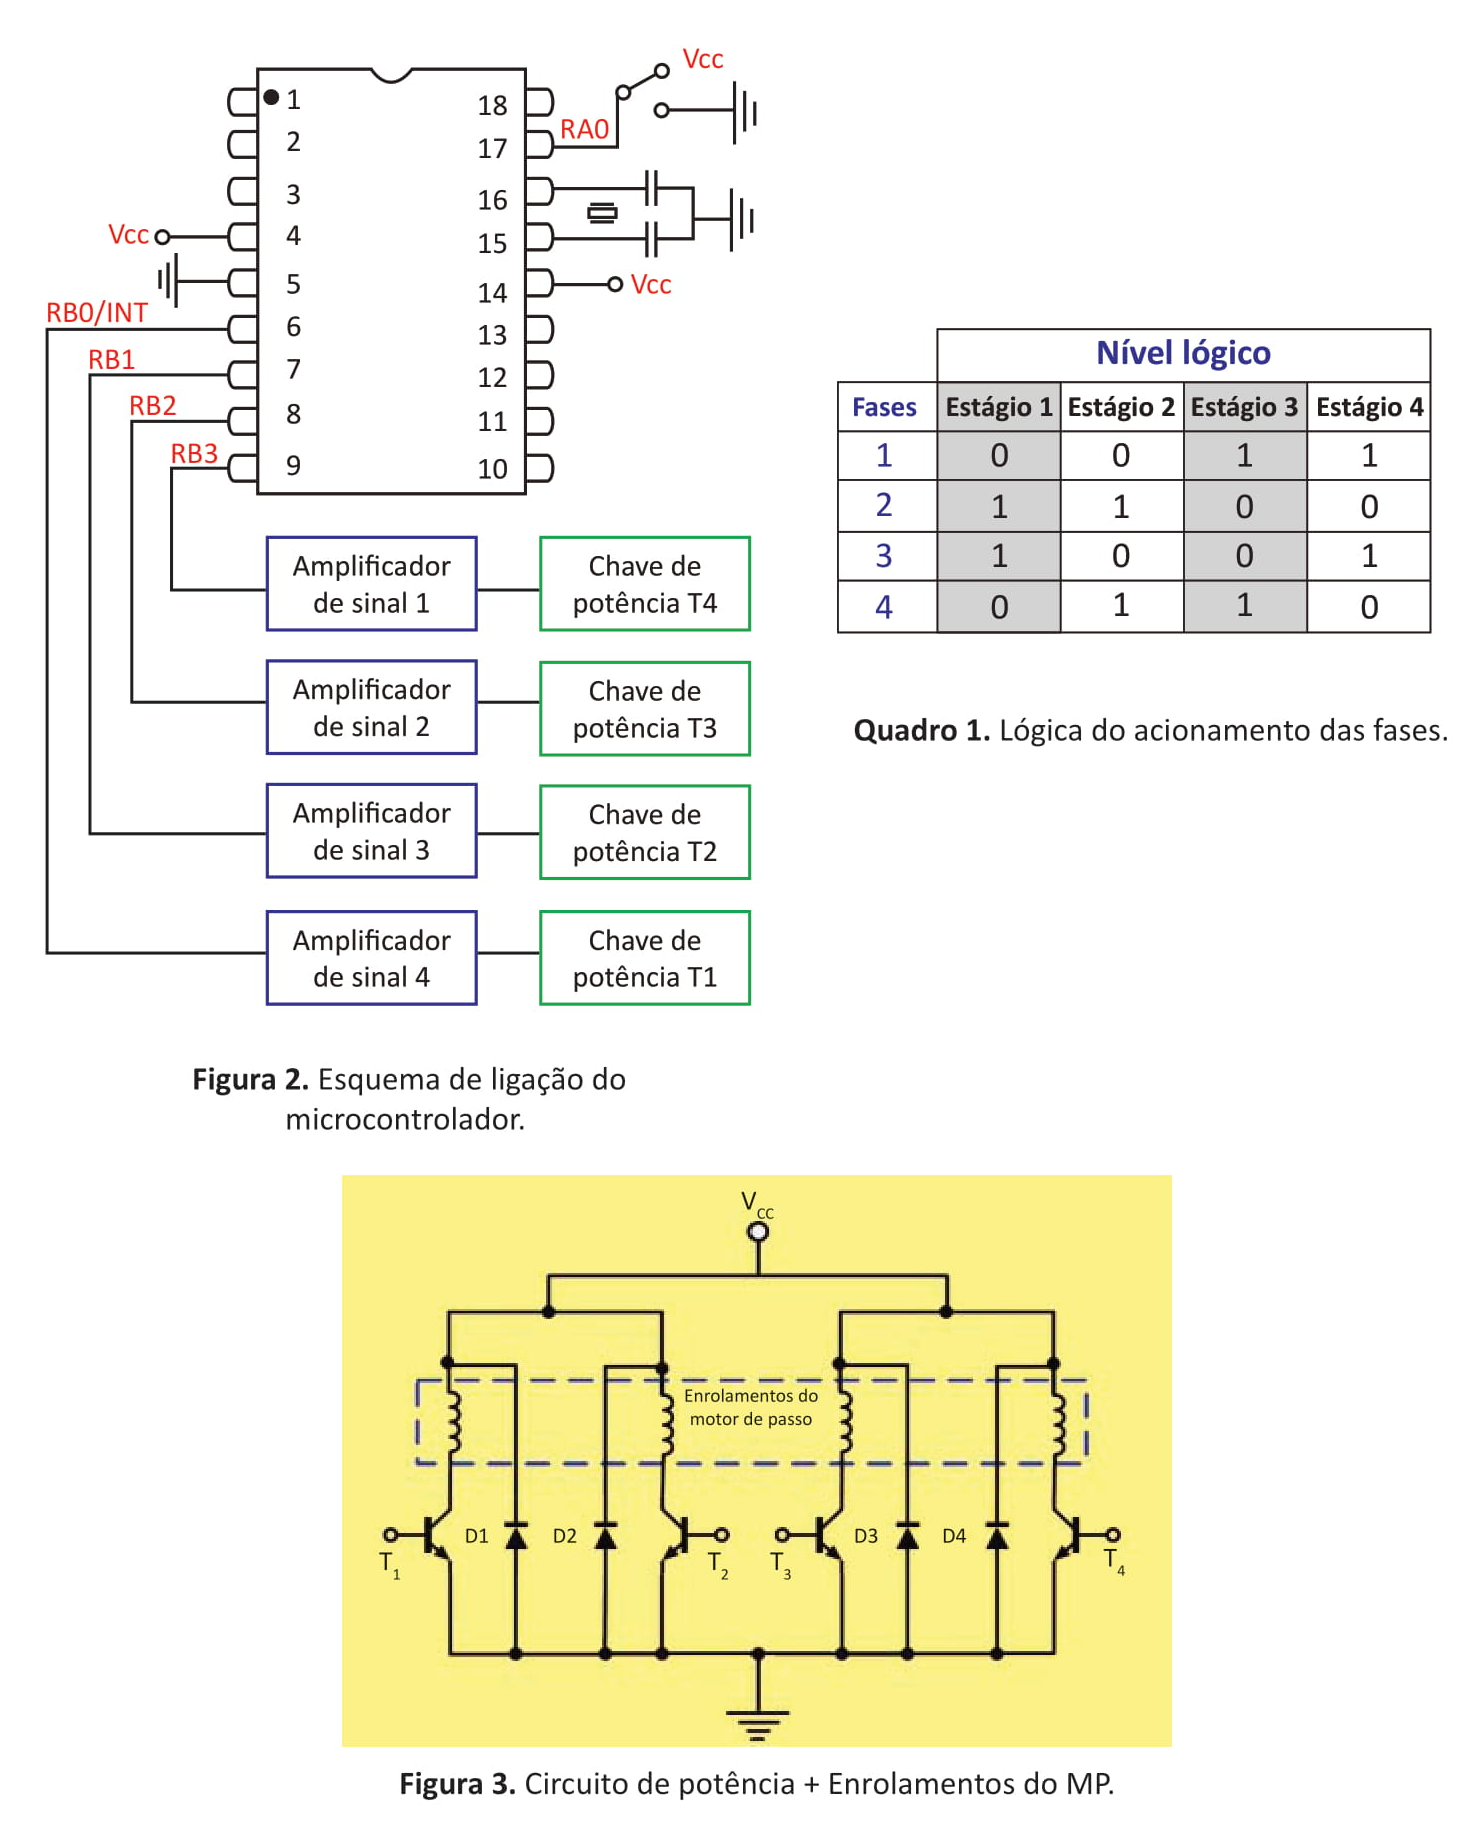 Vcc
1
18
RA0
2
17
3
16
Vcc
4
15
5
14
Vcc
RB0/INT
6
13
RB1
7
12
RB2
8
11
RB3
9
10
Amplificador
de sinal 1
Chave de
potência T4
Amplificador
de sinal 2
Chave de
potência T3
Amplificador
de sinal 3
Chave de
potência T2
Amplificador
de sinal 4
Chave de
potência T1
Figura 2. Esquema de ligação do
microcontrolador.
Nível lógico
Fases Estágio 1 Estágio 2 Estágio 3 Estágio 4
1 0 0 1 1
2 1 1 0 0
3 1 0 0 1
4 0 1 1 0
Quadro 1. Lógica do acionamento das fases.
VCC
Enrolamentos do
motor de passo
T1
D1
D2
T2
T3
D3
D4
T4
Figura 3. Circuito de potência + Enrolamentos do MP.